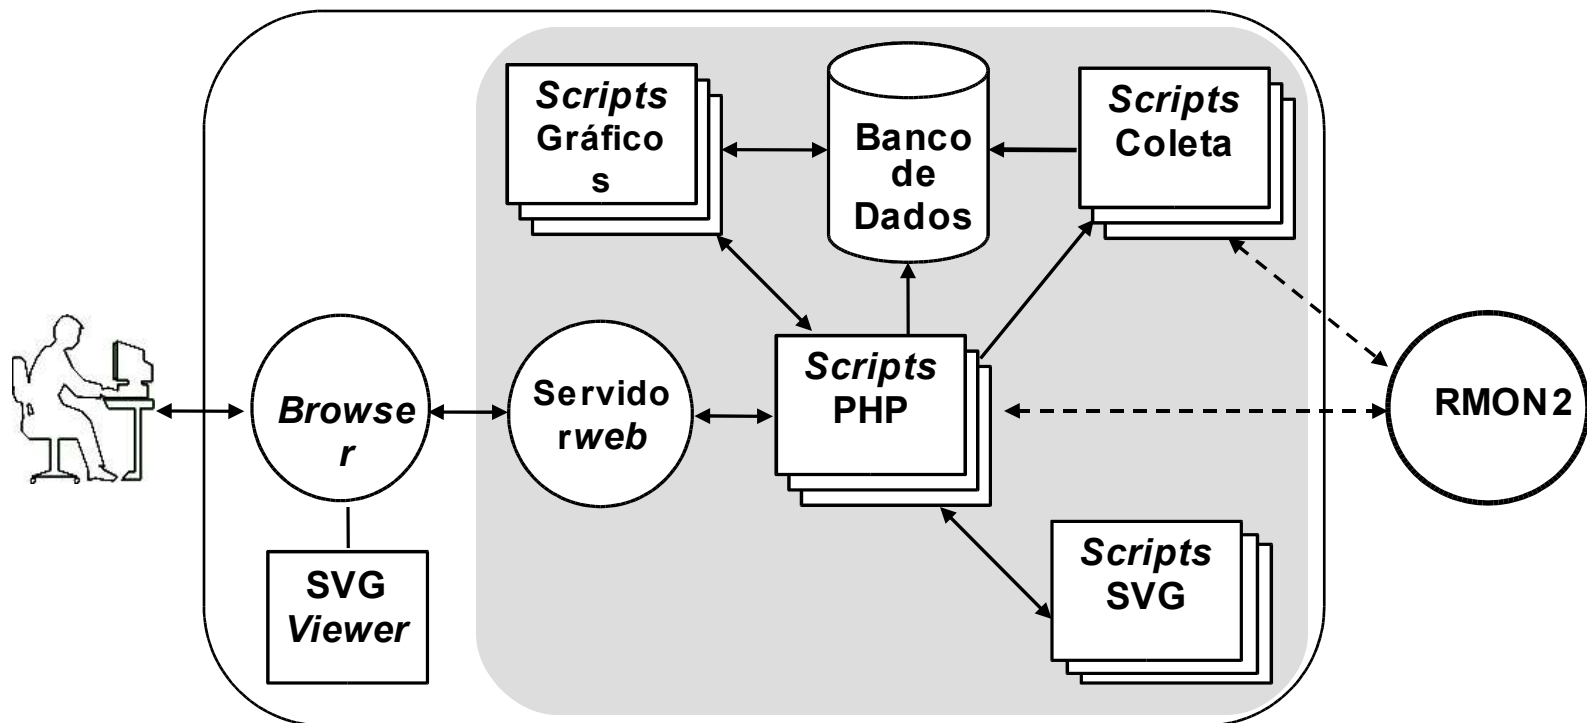 Scripts
Gráfico
s
Banco
de
Dados
Scripts
Coleta
Browse
r
Servido
rweb
Scripts
PHP
RMON2
SVG
Viewer
Scripts
SVG